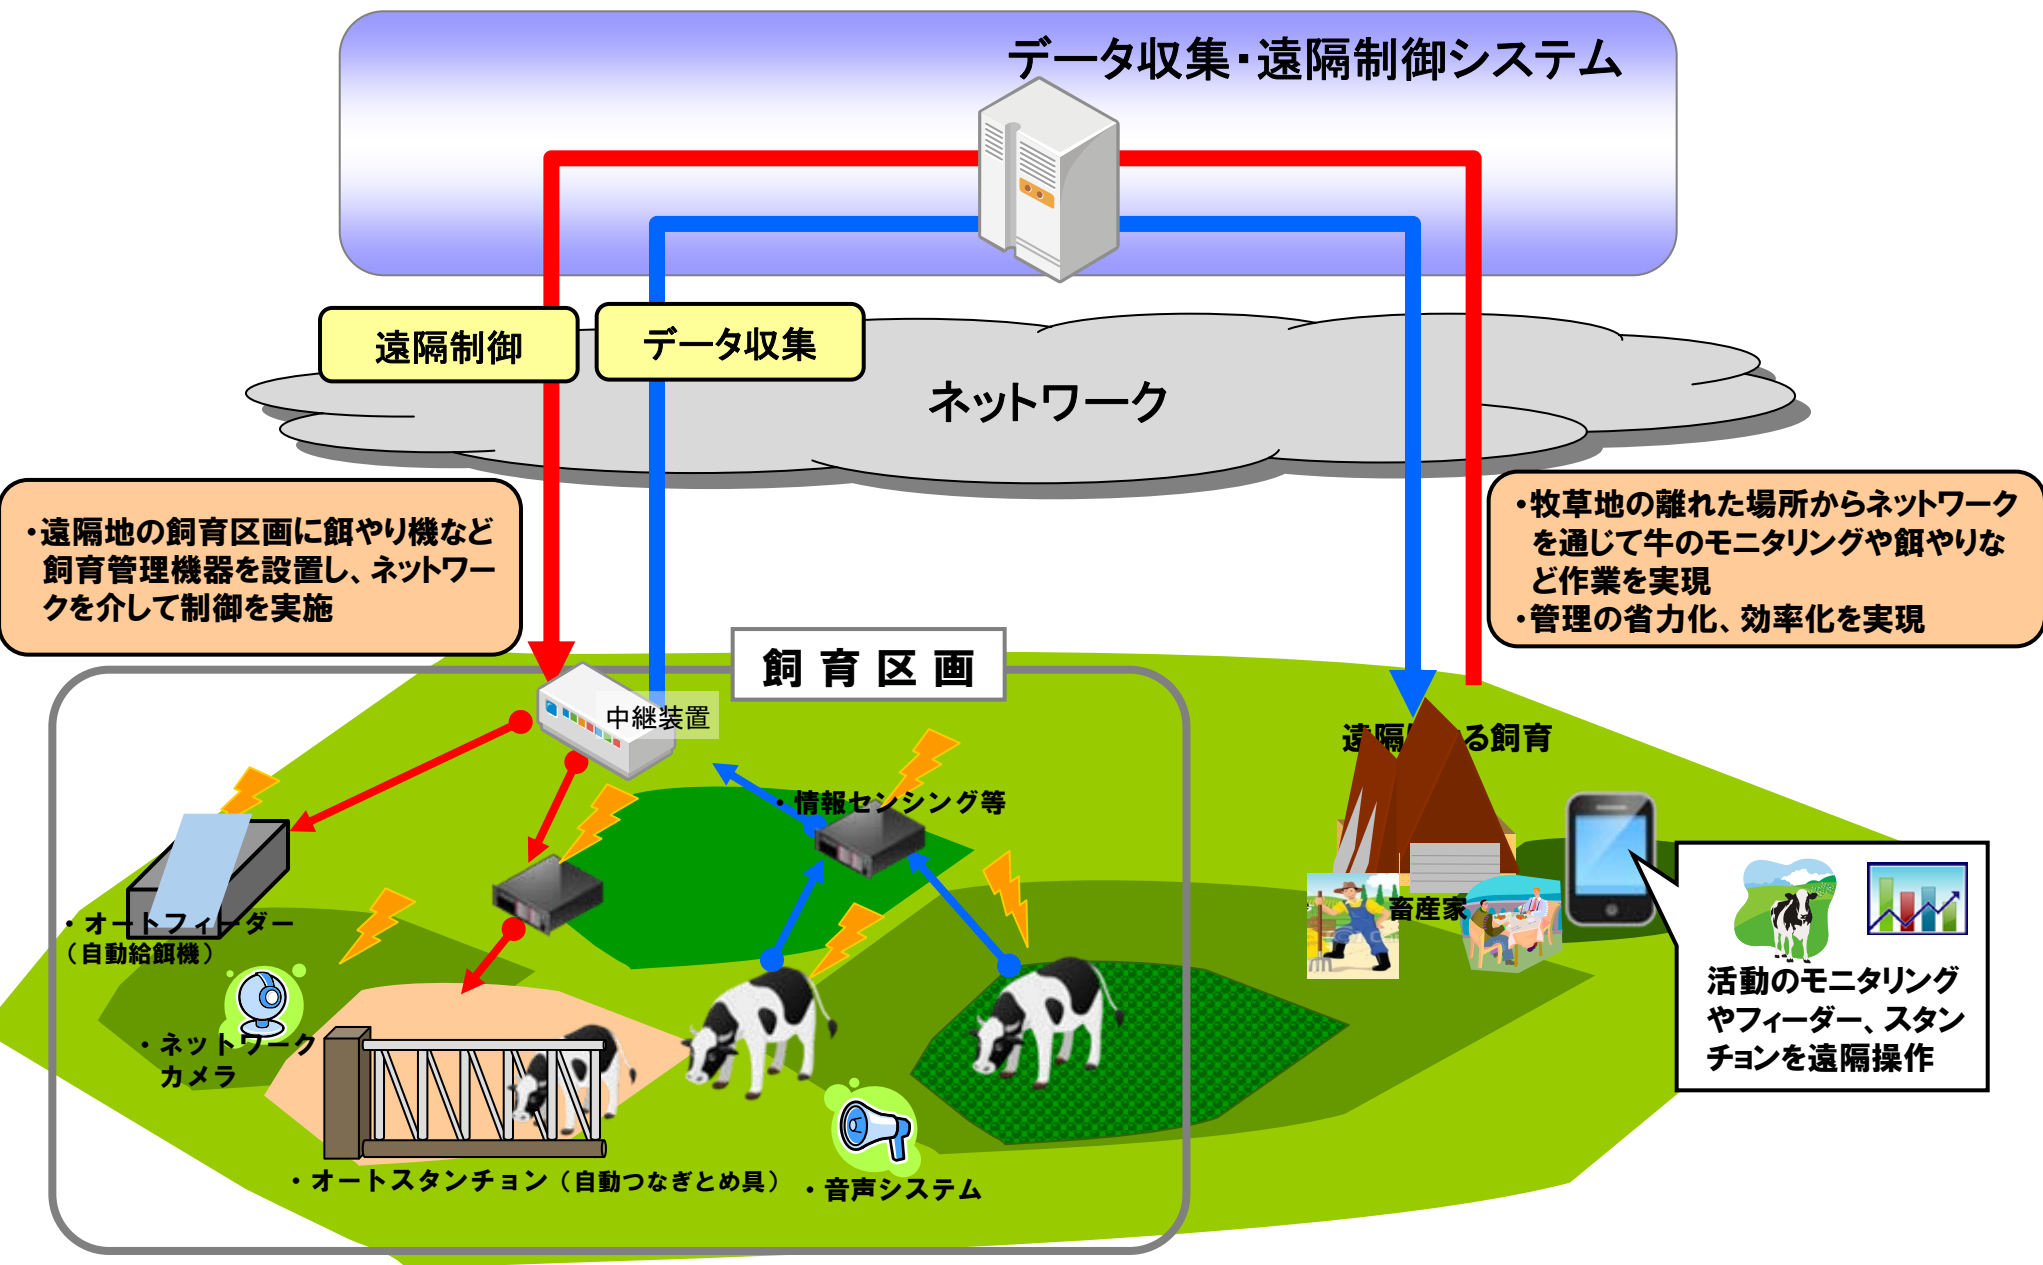 データ収集・遠隔制御システム
遠隔制御
データ収集
ネットワーク
・遠隔地の飼育区画に餌やり機など
飼育管理機器を設置し、ネットワー
クを介して制御を実施
・牧草地の離れた場所からネットワーク
を通じて牛のモニタリングや餌やりな
ど作業を実現
・管理の省力化、効率化を実現
飼育区画
中継装置
・情報センシング等
遠隔
る飼育
・オートフィーダー
（自動給餌機）
・ネットワーク
カメラ
・オートスタンチョン（自動つなぎとめ具）
・音声システム
畜産家
活動のモニタリング
やフィーダー、スタン
チョンを遠隔操作